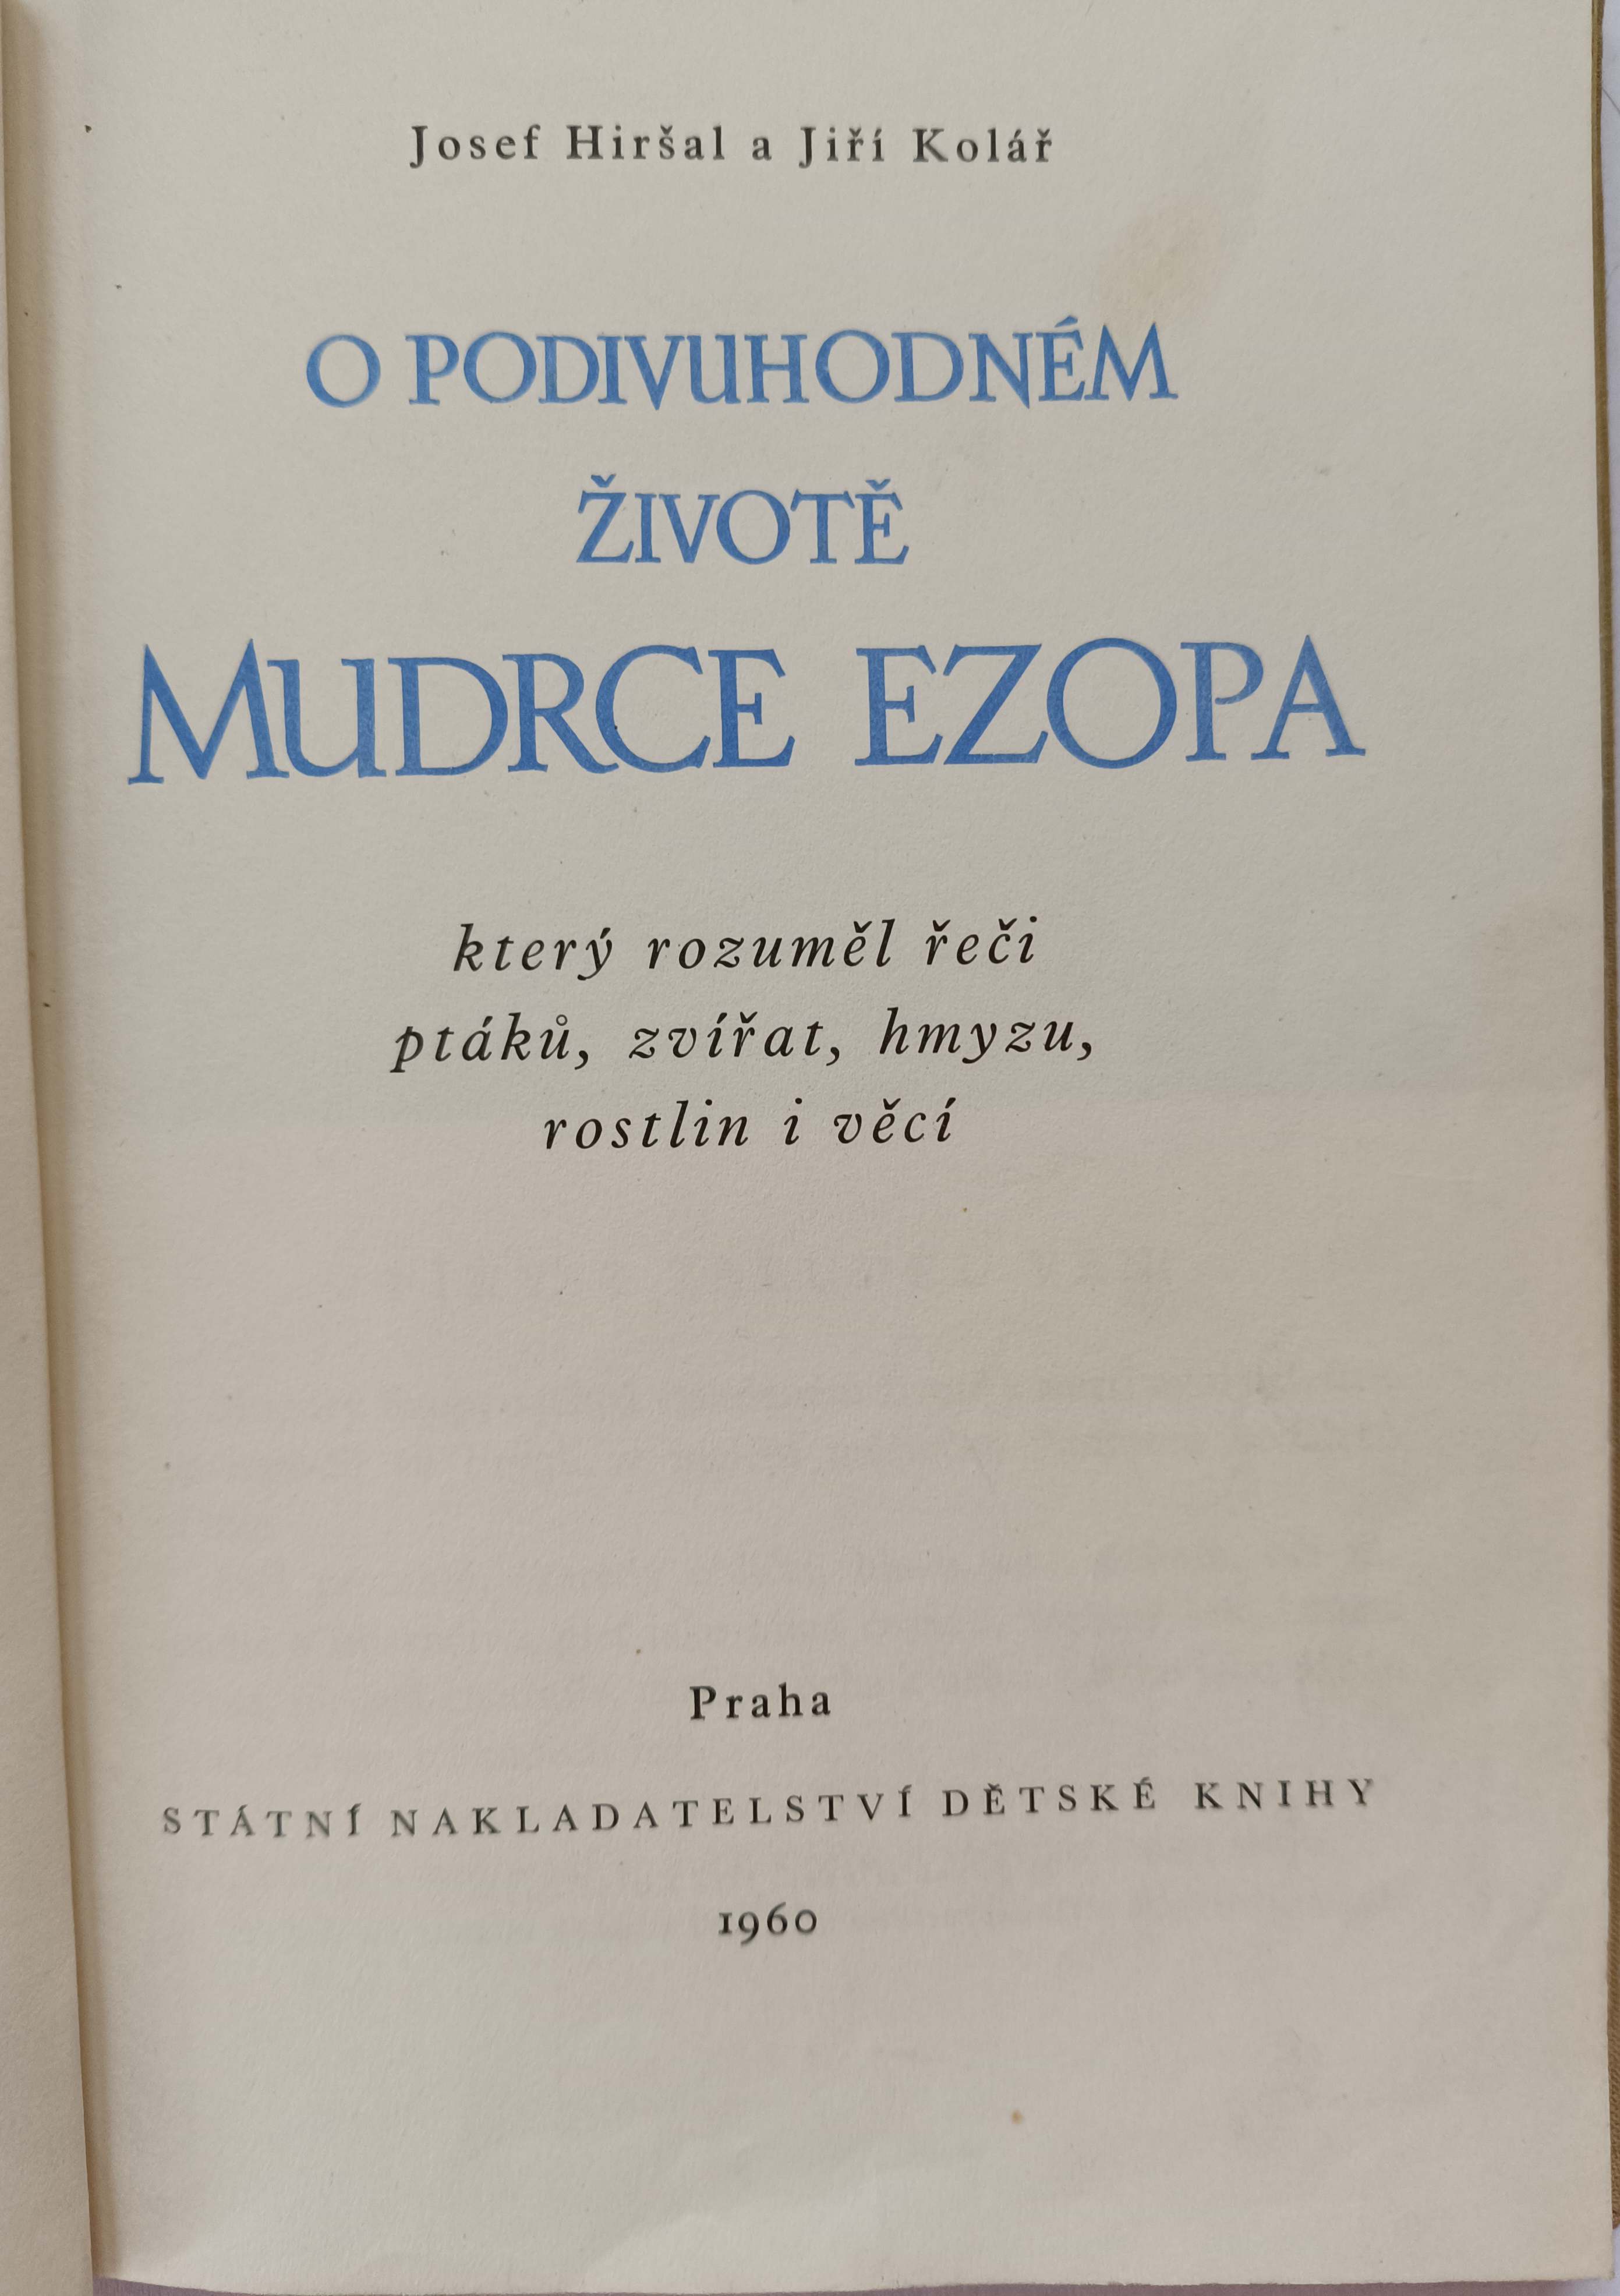 Josef Hiršal a Jiří Kolář
O PODIVUHODNÉM
ŽIVOTĚ
MUDRCE EZOPA
který rozuměl řeči
ptáků, zvířat, hmyzu,
rostlin i věcí
Praha
STÁTNÍ NAKLADATELSTVÍ DĚTSKÉ KNIHY
1960